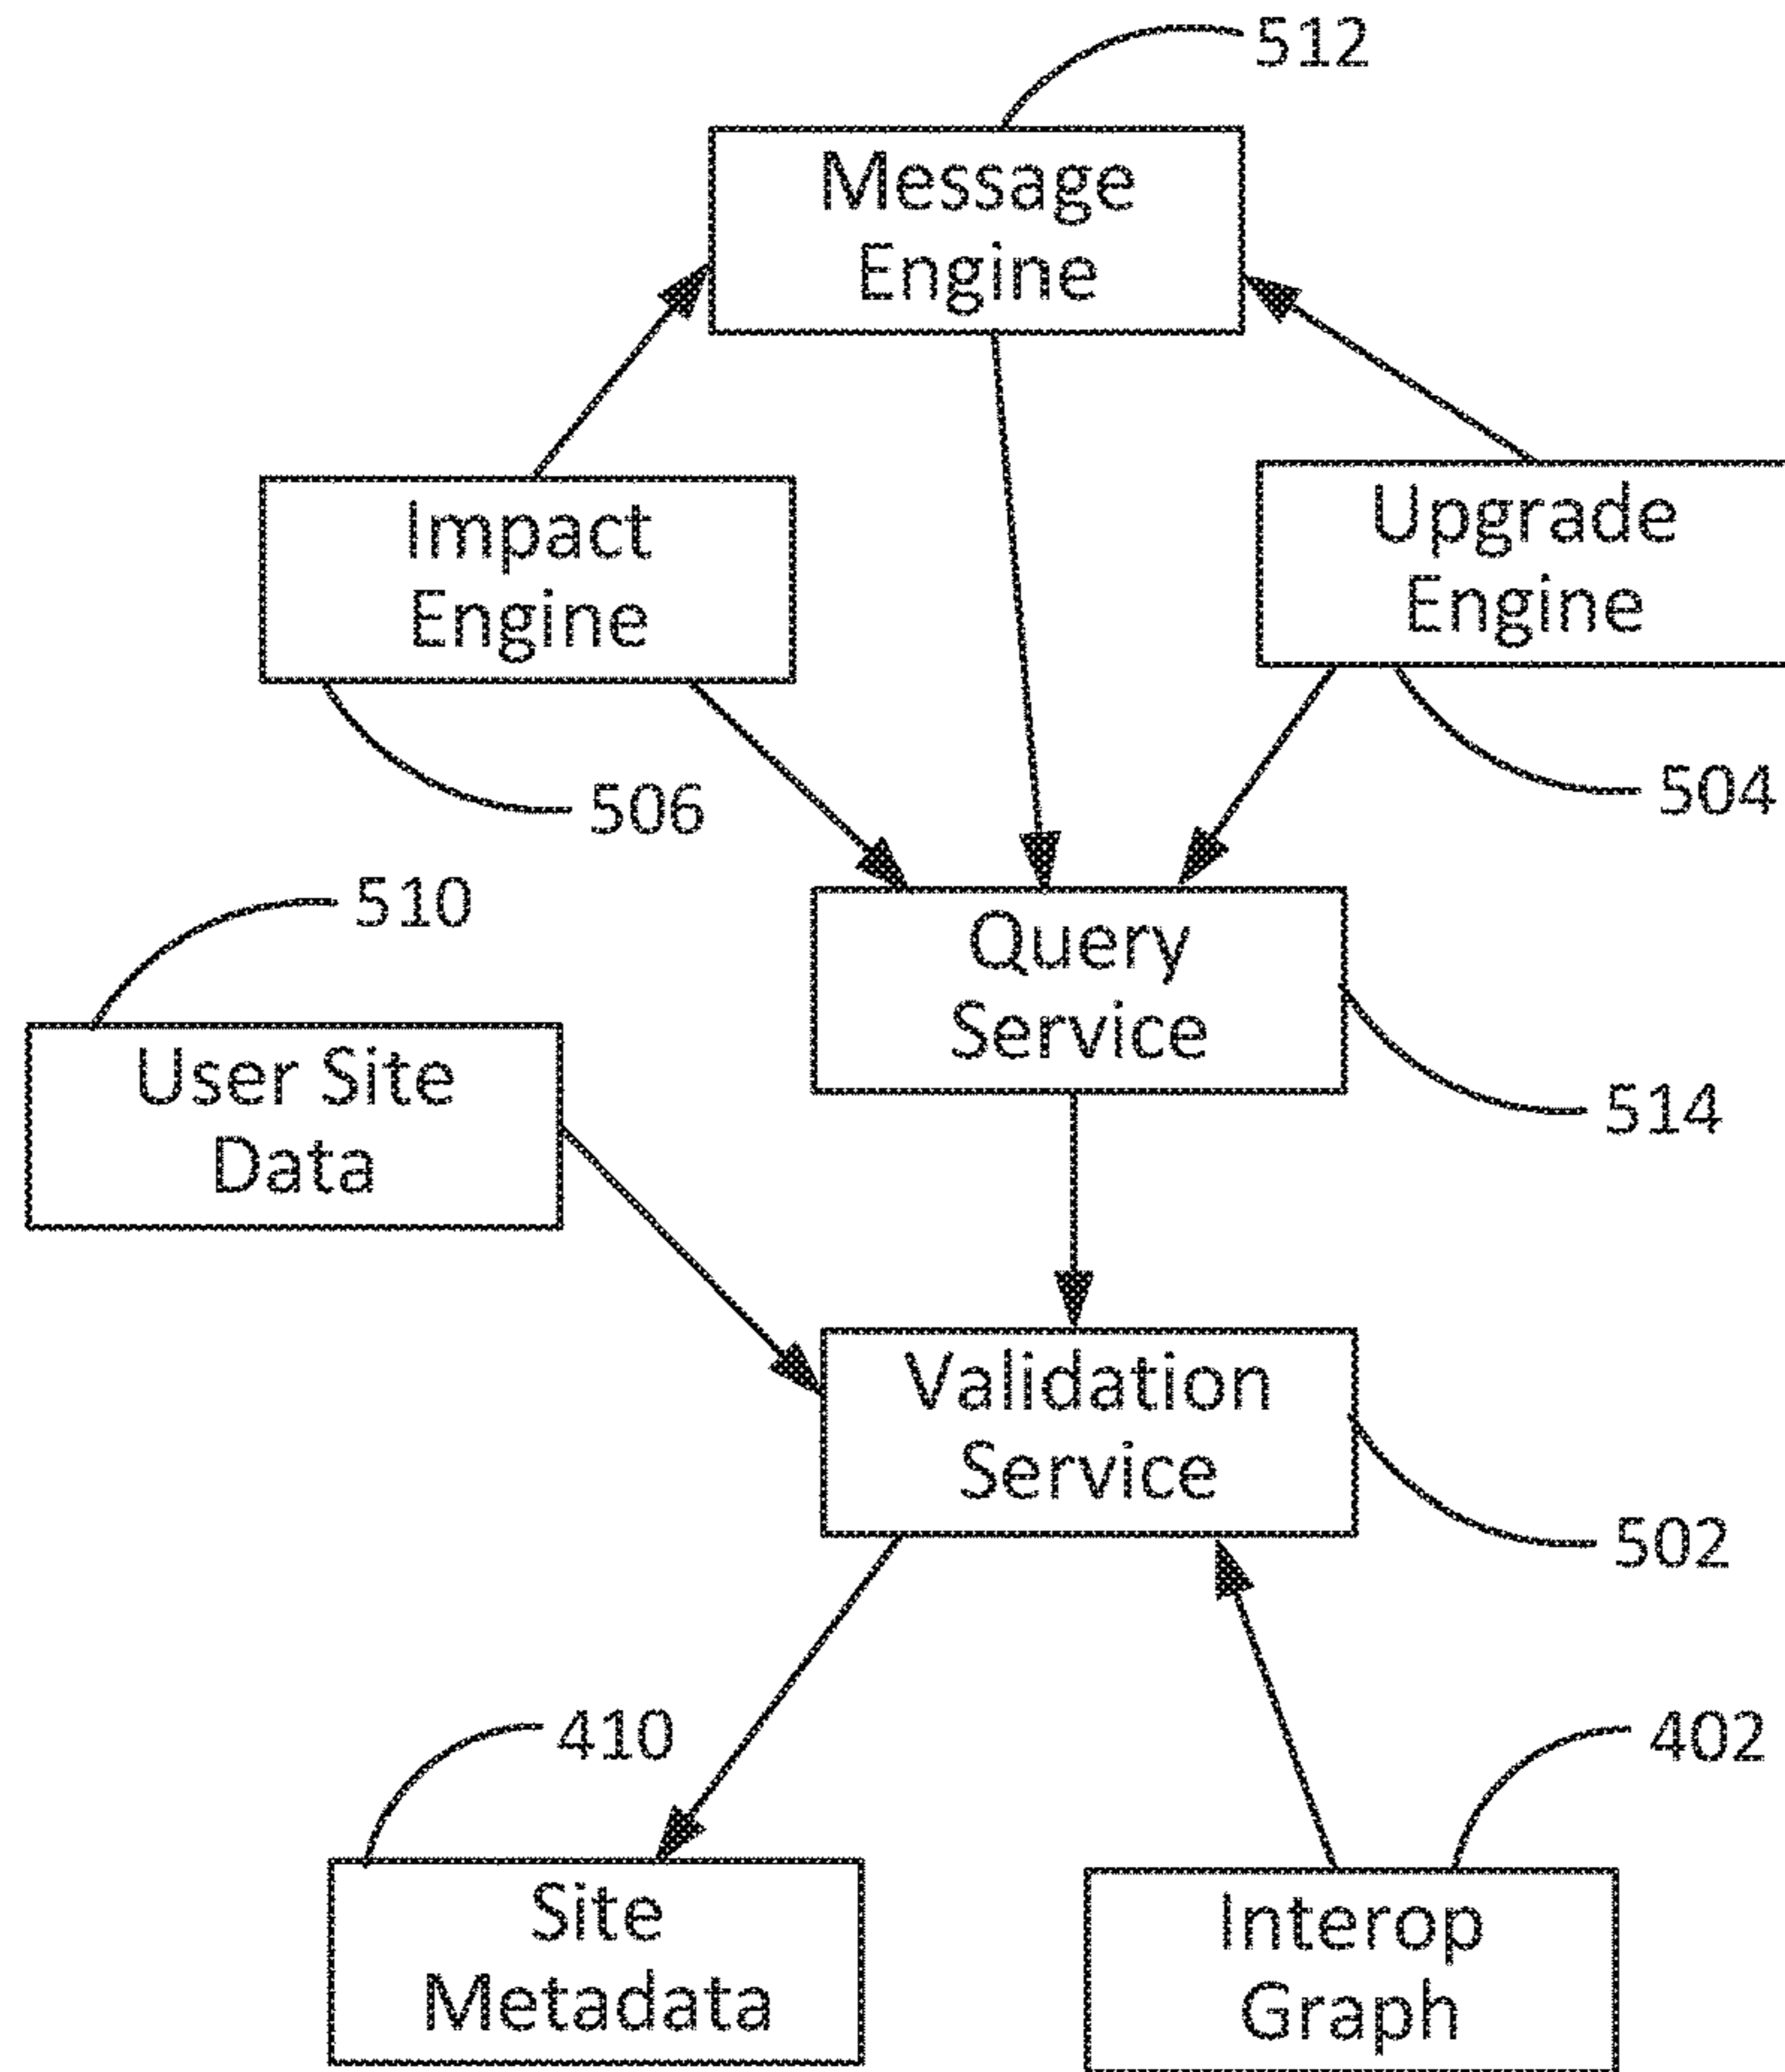 512
Message
Engine
Impact
Engine
Upgrade
Engine
506
504
510
Query
Service
User Site
Data
514
Validation
Service
502
410
402
Site
Metadata
Interop
Graph